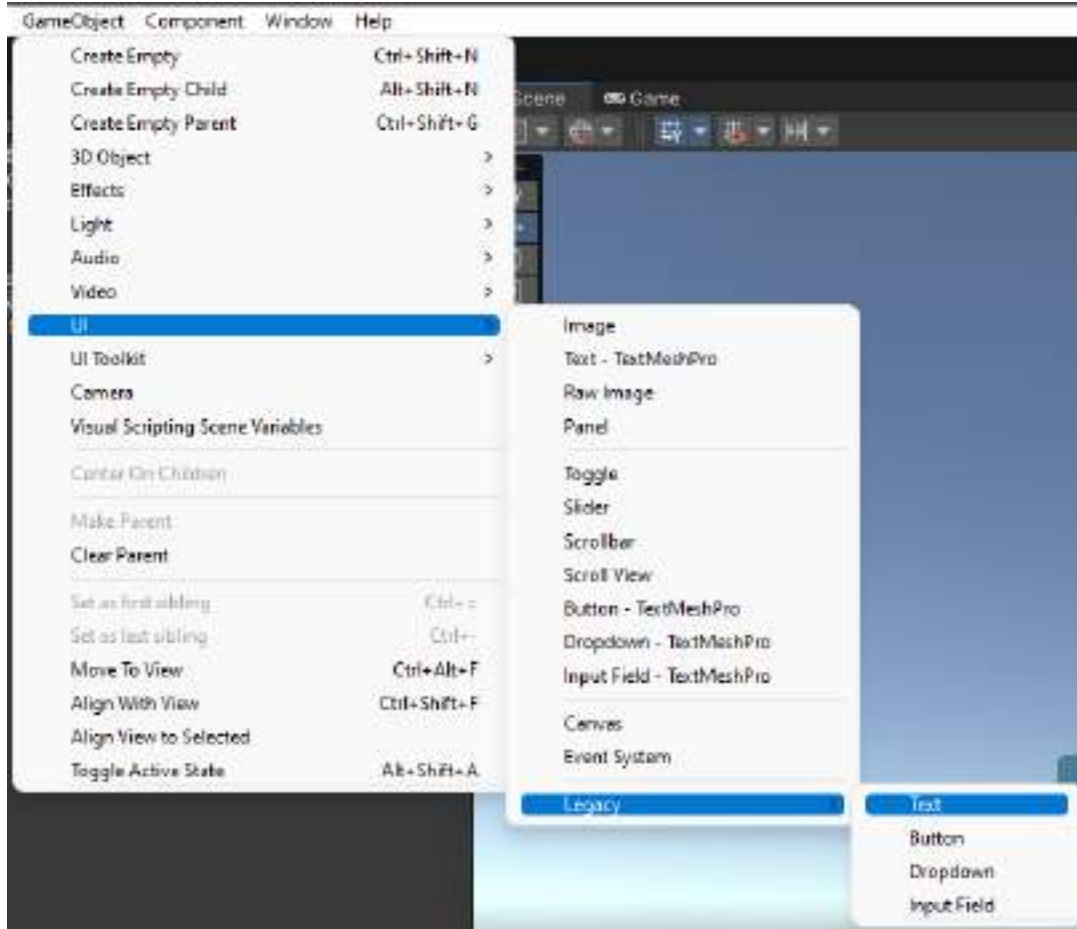 GameObject Component Window Help
Create Empty Ctrl+Shift+N
Create Empty Child Alt+Shift+N
Create Empty Parent Ctrl+Shift+G
3D Object >
Effects >
Light >
Audio >
Video >
UI
UI Toolkit >
Camera
Visual Scripting Scene Variables
Center On Children
Make Parent
Clear Parent
Set as first sibling Ctrl+=
Set as last sibling Ctrl+-
Move To View Ctrl+Alt+F
Align With View Ctrl+Shift+F
Align View to Selected
Toggle Active State Alt+Shift+A
Scene Game
Image
Text - TextMeshPro
Raw Image
Panel
Toggle
Slider
Scrollbar
Scroll View
Button - TextMeshPro
Dropdown - TextMeshPro
Input Field - TextMeshPro
Canvas
Event System
Legacy
Text
Button
Dropdown
Input Field